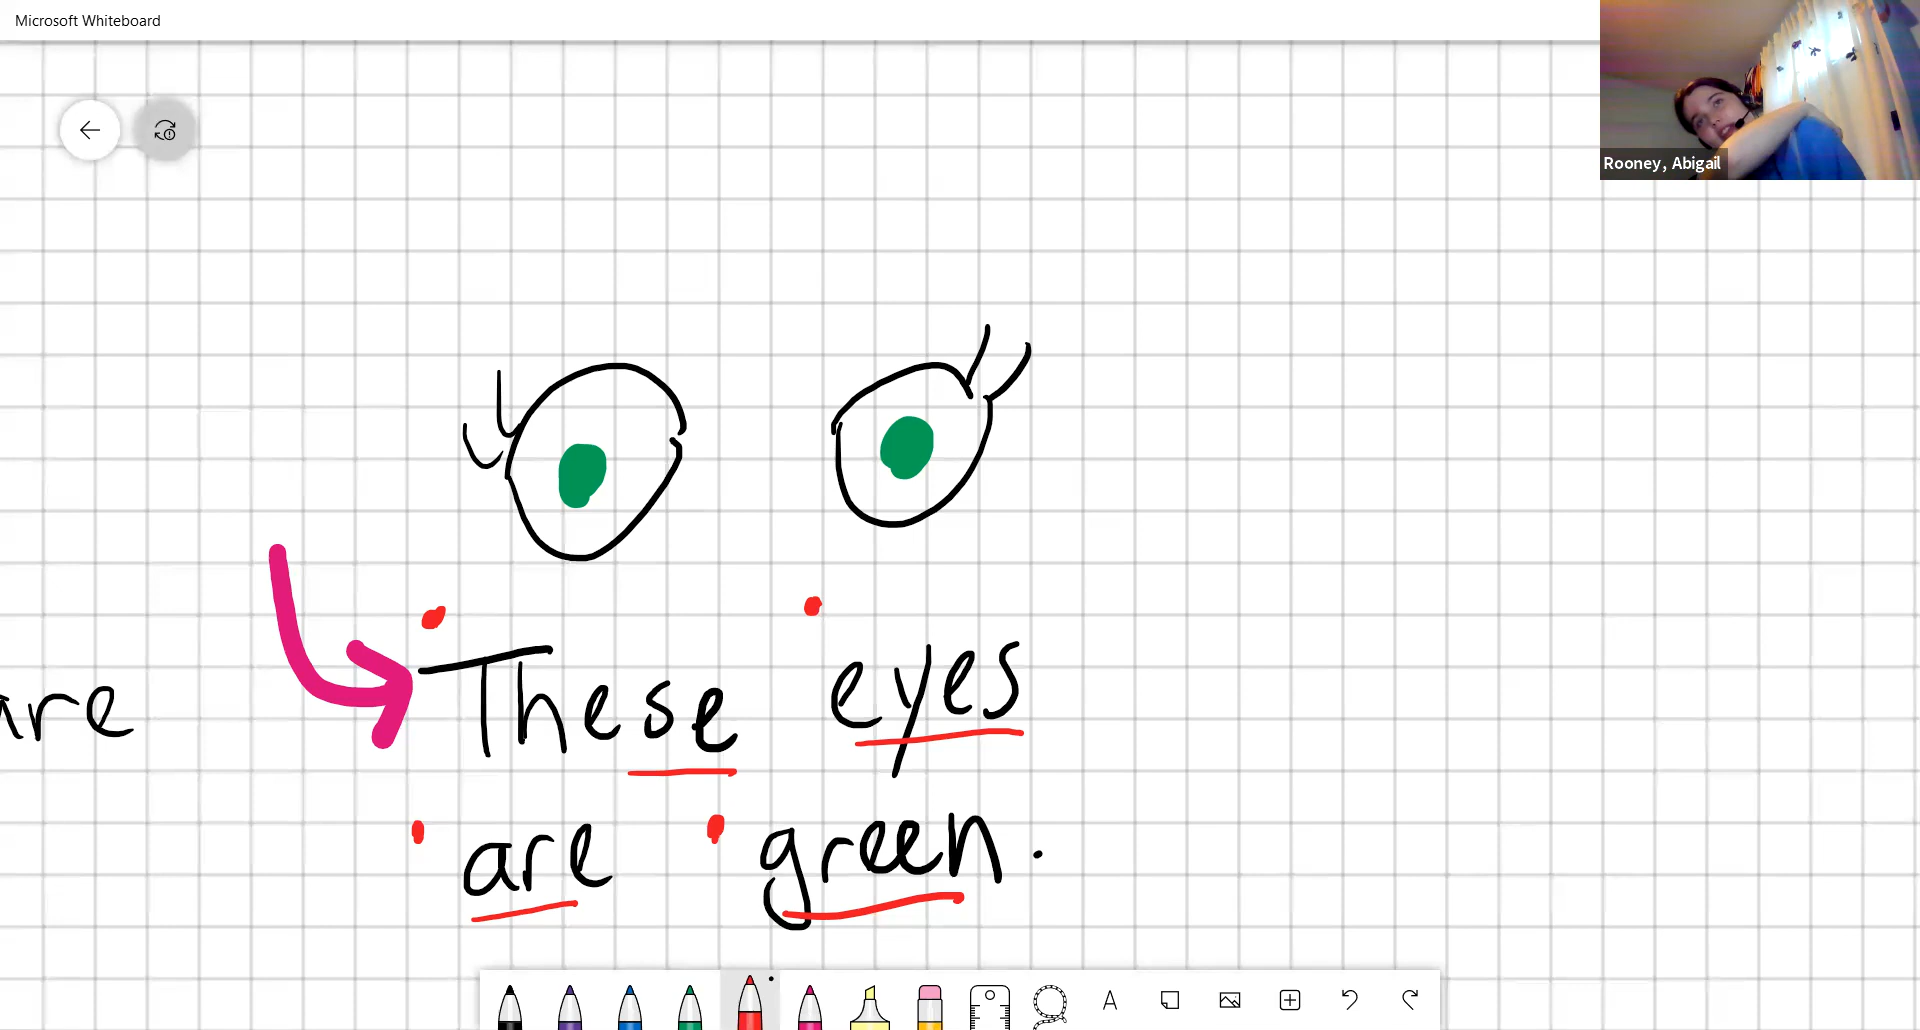 Microsoft Whiteboard
Rooney, Abigail
are
These eyes
are green.
A